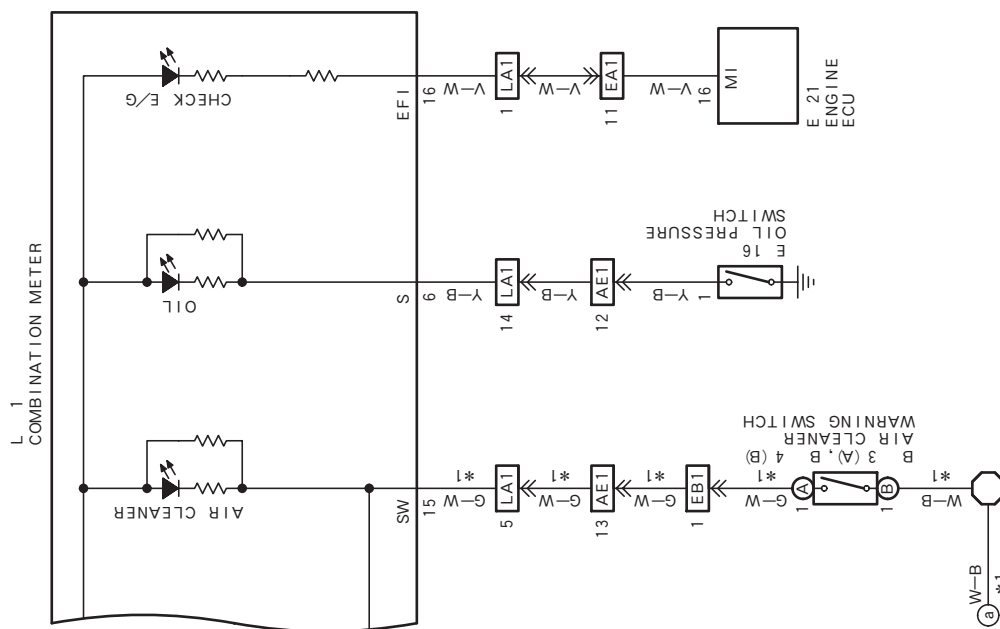 L 1
COMBINATION METER
CHECK E/G
EFI
16
V-W
1
LA1
V-W
11
EA1
V-W
16
MI
E 21
ENGINE
ECU
OIL
S
6
Y-B
14
LA1
Y-B
12
AE1
Y-B
1
E 16
OIL PRESSURE
SWITCH
AIR CLEANER
SW
15
G-W
*1
5
LA1
G-W
*1
13
AE1
G-W
*1
1
EB1
G-W
*1
1
A
B 3(A), B 4(B)
AIR CLEANER
WARNING SWITCH
1
B
W-B
*1
W-B
*1
a